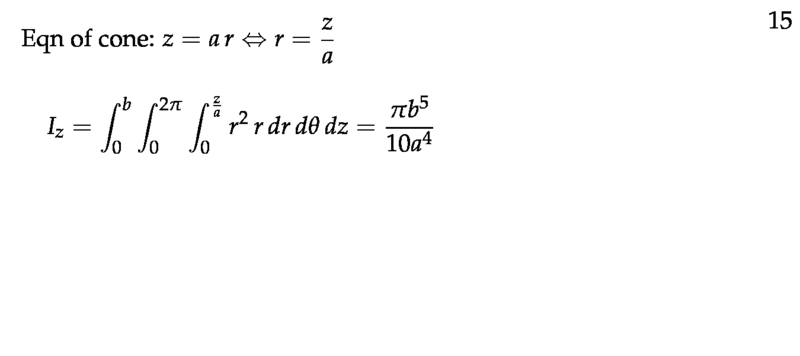 15
Eqn of cone: z = a r ⇔ r = z/a
I_z = ∫_0^b ∫_0^{2π} ∫_0^{z/a} r^2 r dr dθ dz = πb^5/10a^4